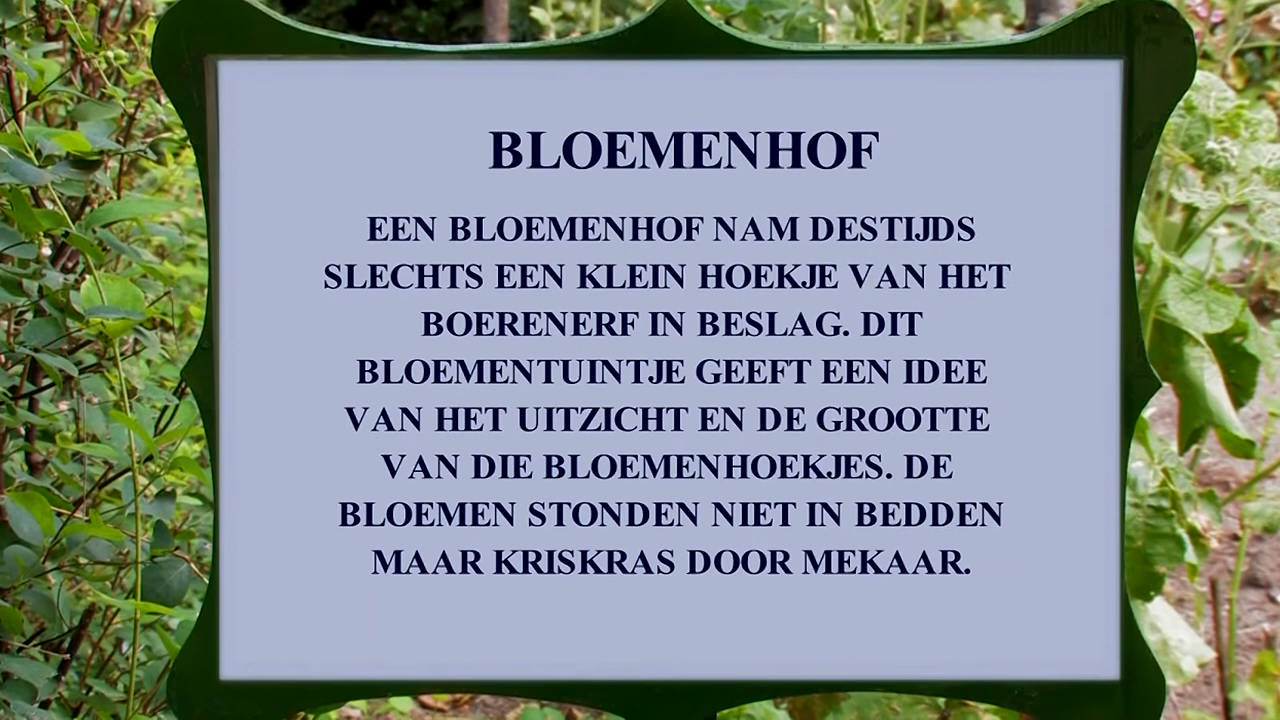 BLOEMENHOF
EEN BLOEMENHOF NAM DESTIJDS
SLECHTS EEN KLEIN HOEKJE VAN HET
BOERENERF IN BESLAG. DIT
BLOEMENTUINTJE GEEFT EEN IDEE
VAN HET UITZICHT EN DE GROOTTE
VAN DIE BLOEMENHOEKJES. DE
BLOEMEN STONDEN NIET IN BEDDEN
MAAR KRISKRAS DOOR MEKAAR.